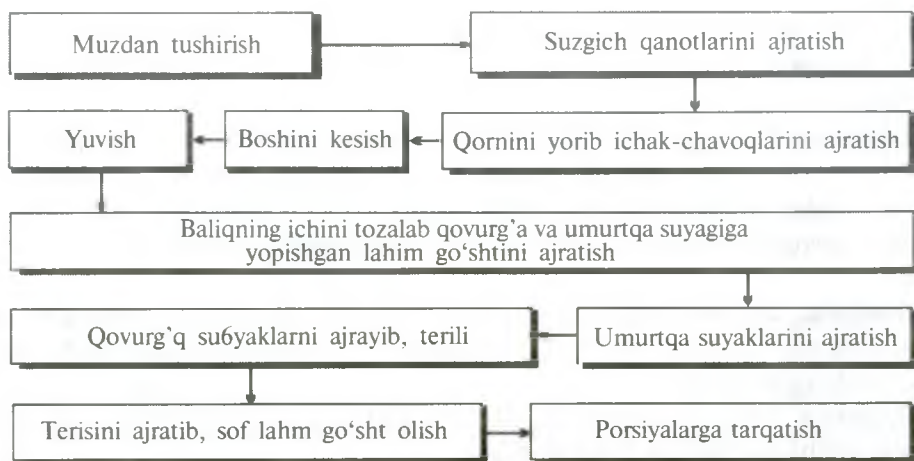 Muzdan tushirish
Suzgich qanotlarini ajratish
Qornini yorib ichak-chavoqlarini ajratish
Boshini kesish
Yuvish
Baliqning ichini tozalab qovurg'a va umurtqa suyagiga
yopishgan lahim go‘shtini ajratish
Umurtqa suyaklarini ajratish
Qovurg'q su6yaklarni ajrayib, terili
Terisini ajratib, sof lahm go‘sht olish
Porsiyalarga tarqatish